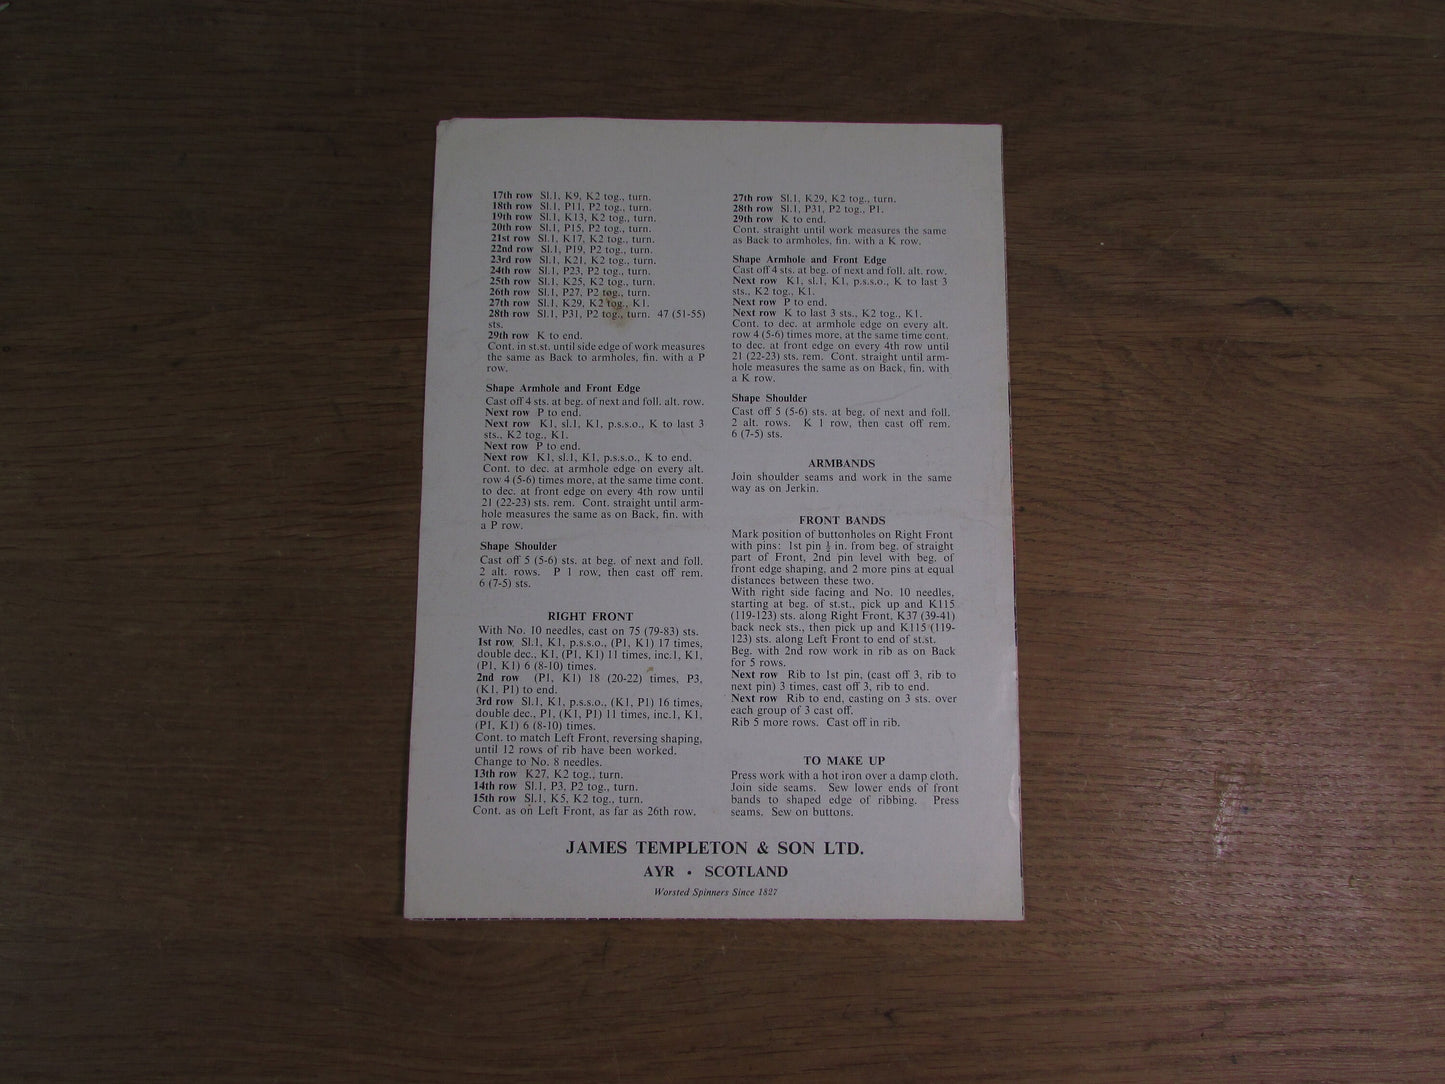 17th row Sl.1, K9, K2 tog., turn.
18th row Sl.1, P11, P2 tog., turn.
19th row Sl.1, K13, K2 tog., turn.
20th row Sl.1, P15, P2 tog., turn.
21st row Sl.1, K17, K2 tog., turn.
22nd row Sl.1, P19, P2 tog., turn.
23rd row Sl.1, K21, K2 tog., turn.
24th row Sl.1, P23, P2 tog., turn.
25th row Sl.1, K25, K2 tog., turn.
26th row Sl.1, P27, P2 tog., turn.
27th row Sl.1, K29, K2 tog., K1.
28th row Sl.1, P31, P2 tog., turn. 47 (51-55)
sts.
29th row K to end.
Cont. in st.st. until side edge of work measures
the same as Back to armholes, fin. with a P
row.
Shape Armhole and Front Edge
Cast off 4 sts. at beg. of next and foll. alt. row.
Next row P to end.
Next row K1, sl.1, K1, p.s.s.o., K to last 3
sts., K2 tog., K1.
Next row P to end.
Next row K1, sl.1, K1, p.s.s.o., K to end.
Cont. to dec. at armhole edge on every alt.
row 4 (5-6) times more, at the same time cont.
to dec. at front edge on every 4th row until
21 (22-23) sts. rem. Cont. straight until arm-
hole measures the same as on Back, fin. with
a P row.
Shape Shoulder
Cast off 5 (5-6) sts. at beg. of next and foll.
2 alt. rows. P 1 row, then cast off rem.
6 (7-5) sts.
RIGHT FRONT
With No. 10 needles, cast on 75 (79-83) sts.
1st row Sl.1, K1, p.s.s.o., (P1, K1) 17 times,
double dec., K1, (P1, K1) 11 times, inc.1, K1,
(P1, K1) 6 (8-10) times.
2nd row (P1, K1) 18 (20-22) times, P3,
(K1, P1) to end.
3rd row Sl.1, K1, p.s.s.o., (K1, P1) 16 times,
double dec., P1, (K1, P1) 11 times, inc.1, K1,
(P1, K1) 6 (8-10) times.
Cont. to match Left Front, reversing shaping,
until 12 rows of rib have been worked.
Change to No. 8 needles.
13th row K27, K2 tog., turn.
14th row Sl.1, P3, P2 tog., turn.
15th row Sl.1, K5, K2 tog., turn.
Cont. as on Left Front, as far as 26th row.
27th row Sl.1, K29, K2 tog., turn.
28th row Sl.1, P31, P2 tog., P1.
29th row K to end.
Cont. straight until work measures the same
as Back to armholes, fin. with a K row.
Shape Armhole and Front Edge
Cast off 4 sts. at beg. of next and foll. alt. row.
Next row K1, sl.1, K1, p.s.s.o., K to last 3
sts., K2 tog., K1.
Next row P to end.
Next row K to last 3 sts., K2 tog., K1.
Cont. to dec. at armhole edge on every alt.
row 4 (5-6) times more, at the same time cont.
to dec. at front edge on every 4th row until
21 (22-23) sts. rem. Cont. straight until arm-
hole measures the same as on Back, fin. with
a K row.
Shape Shoulder
Cast off 5 (5-6) sts. at beg. of next and foll.
2 alt. rows. K 1 row, then cast off rem.
6 (7-5) sts.
ARMBANDS
Join shoulder seams and work in the same
way as on Jerkin.
FRONT BANDS
Mark position of buttonholes on Right Front
with pins: 1st pin ½ in. from beg. of straight
part of Front, 2nd pin level with beg. of
front edge shaping, and 2 more pins at equal
distances between these two.
With right side facing and No. 10 needles,
starting at beg. of st.st., pick up and K115
(119-123) sts. along Right Front, K37 (39-41)
back neck sts., then pick up and K115 (119-
123) sts. along Left Front to end of st.st.
Beg. with 2nd row work in rib as on Back
for 5 rows.
Next row Rib to 1st pin, (cast off 3, rib to
next pin) 3 times, cast off 3, rib to end.
Next row Rib to end, casting on 3 sts. over
each group of 3 cast off.
Rib 5 more rows. Cast off in rib.
TO MAKE UP
Press work with a hot iron over a damp cloth.
Join side seams. Sew lower ends of front
bands to shaped edge of ribbing. Press
seams. Sew on buttons.
JAMES TEMPLETON & SON LTD.
AYR • SCOTLAND
Worsted Spinners Since 1827